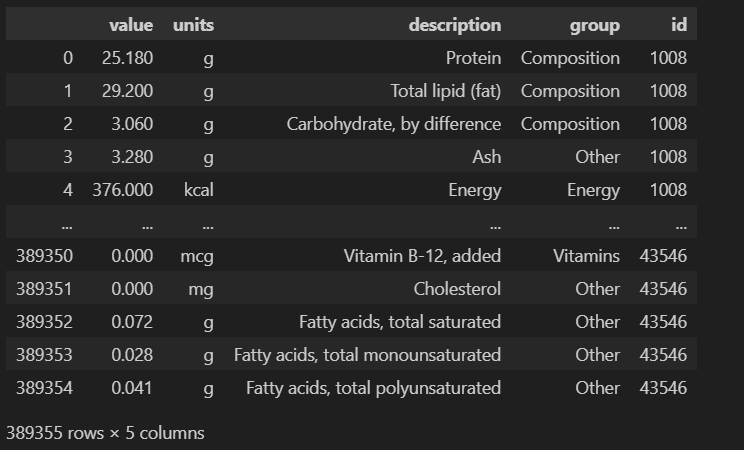 value units description group id
0 25.180 g Protein Composition 1008
1 29.200 g Total lipid (fat) Composition 1008
2 3.060 g Carbohydrate, by difference Composition 1008
3 3.280 g Ash Other 1008
4 376.000 kcal Energy Energy 1008
... ... ... ... ... ...
389350 0.000 mcg Vitamin B-12, added Vitamins 43546
389351 0.000 mg Cholesterol Other 43546
389352 0.072 g Fatty acids, total saturated Other 43546
389353 0.028 g Fatty acids, total monounsaturated Other 43546
389354 0.041 g Fatty acids, total polyunsaturated Other 43546
389355 rows × 5 columns